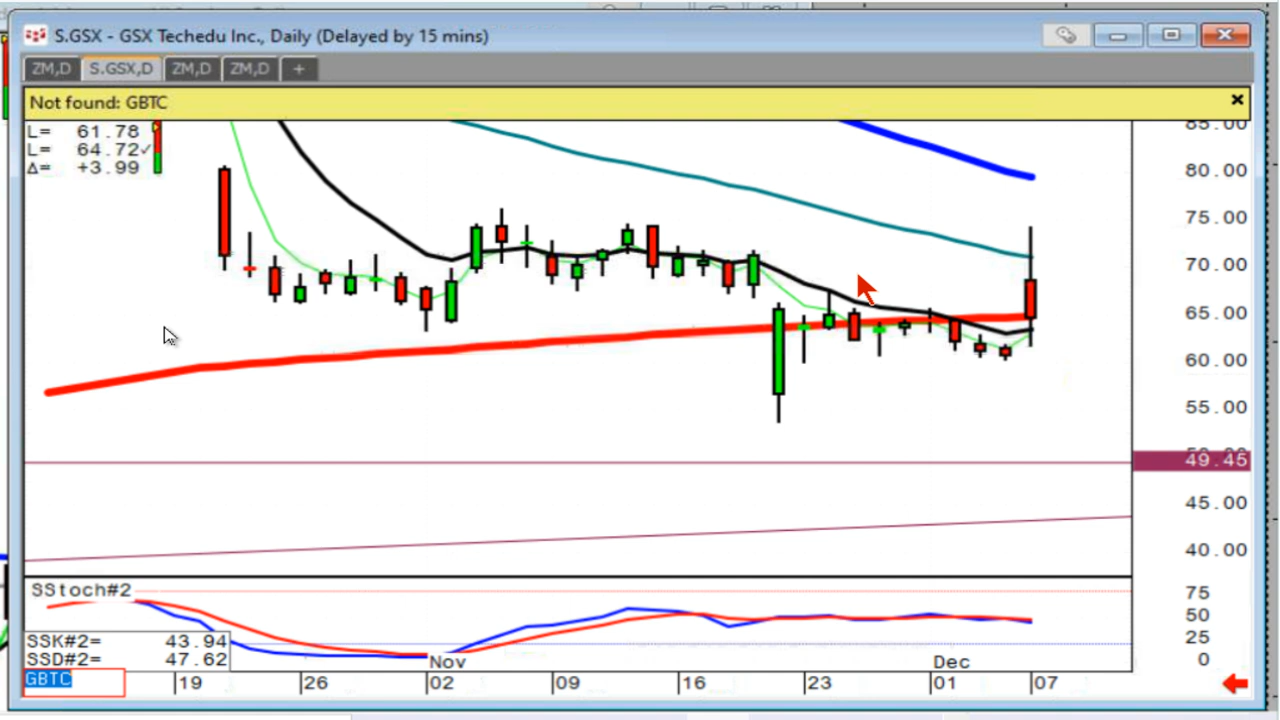 S.GSX - GSX Techedu Inc., Daily (Delayed by 15 mins)
ZM,D S.GSX,D ZM,D ZM,D +
Not found: GBTC
L= 61.78
L= 64.72✓
Δ= +3.99
85.00
80.00
75.00
70.00
65.00
60.00
55.00
49.45
45.00
40.00
SStoch#2
75
50
25
0
SSK#2= 43.94
SSD#2= 47.62
Nov Dec
GBTC
19 26 02 09 16 23 01 07